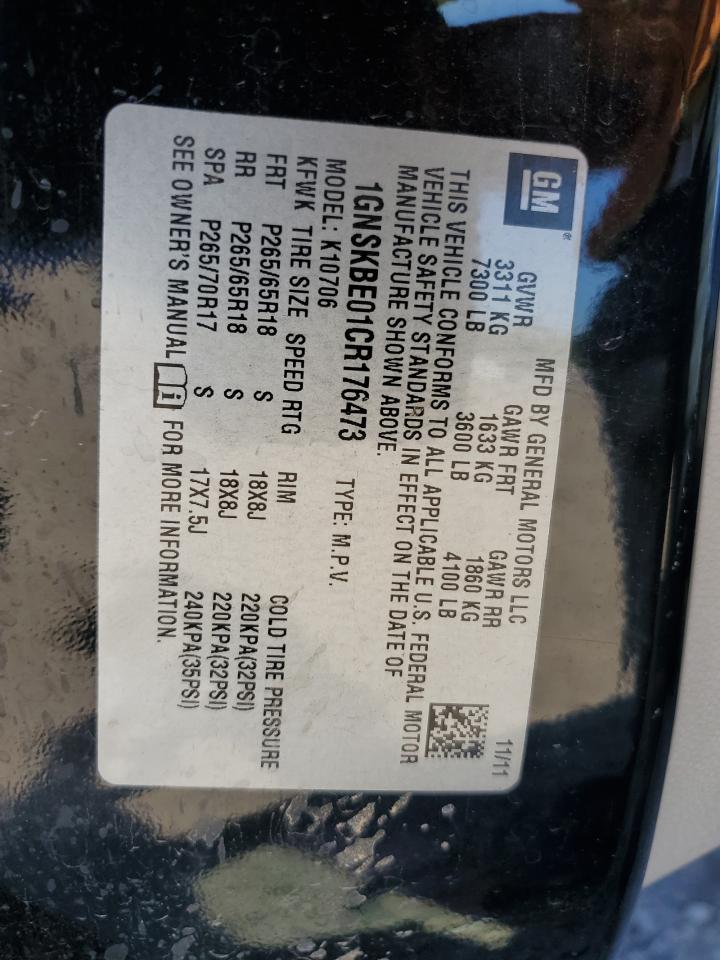 GM®
MFD BY GENERAL MOTORS LLC 11/11
GVWR GAWR FRT GAWR RR
3311 KG 1633 KG 1860 KG
7300 LB 3600 LB 4100 LB
THIS VEHICLE CONFORMS TO ALL APPLICABLE U.S. FEDERAL MOTOR
VEHICLE SAFETY STANDARDS IN EFFECT ON THE DATE OF
MANUFACTURE SHOWN ABOVE.
1GNSKBE01CR176473 TYPE: M.P.V.
MODEL: K10706
KFWK TIRE SIZE SPEED RTG RIM COLD TIRE PRESSURE
FRT P265/65R18 S 18X8J 220KPA(32PSI)
RR P265/65R18 S 18X8J 220KPA(32PSI)
SPA P265/70R17 S 17X7.5J 240KPA(35PSI)
SEE OWNER'S MANUAL FOR MORE INFORMATION.